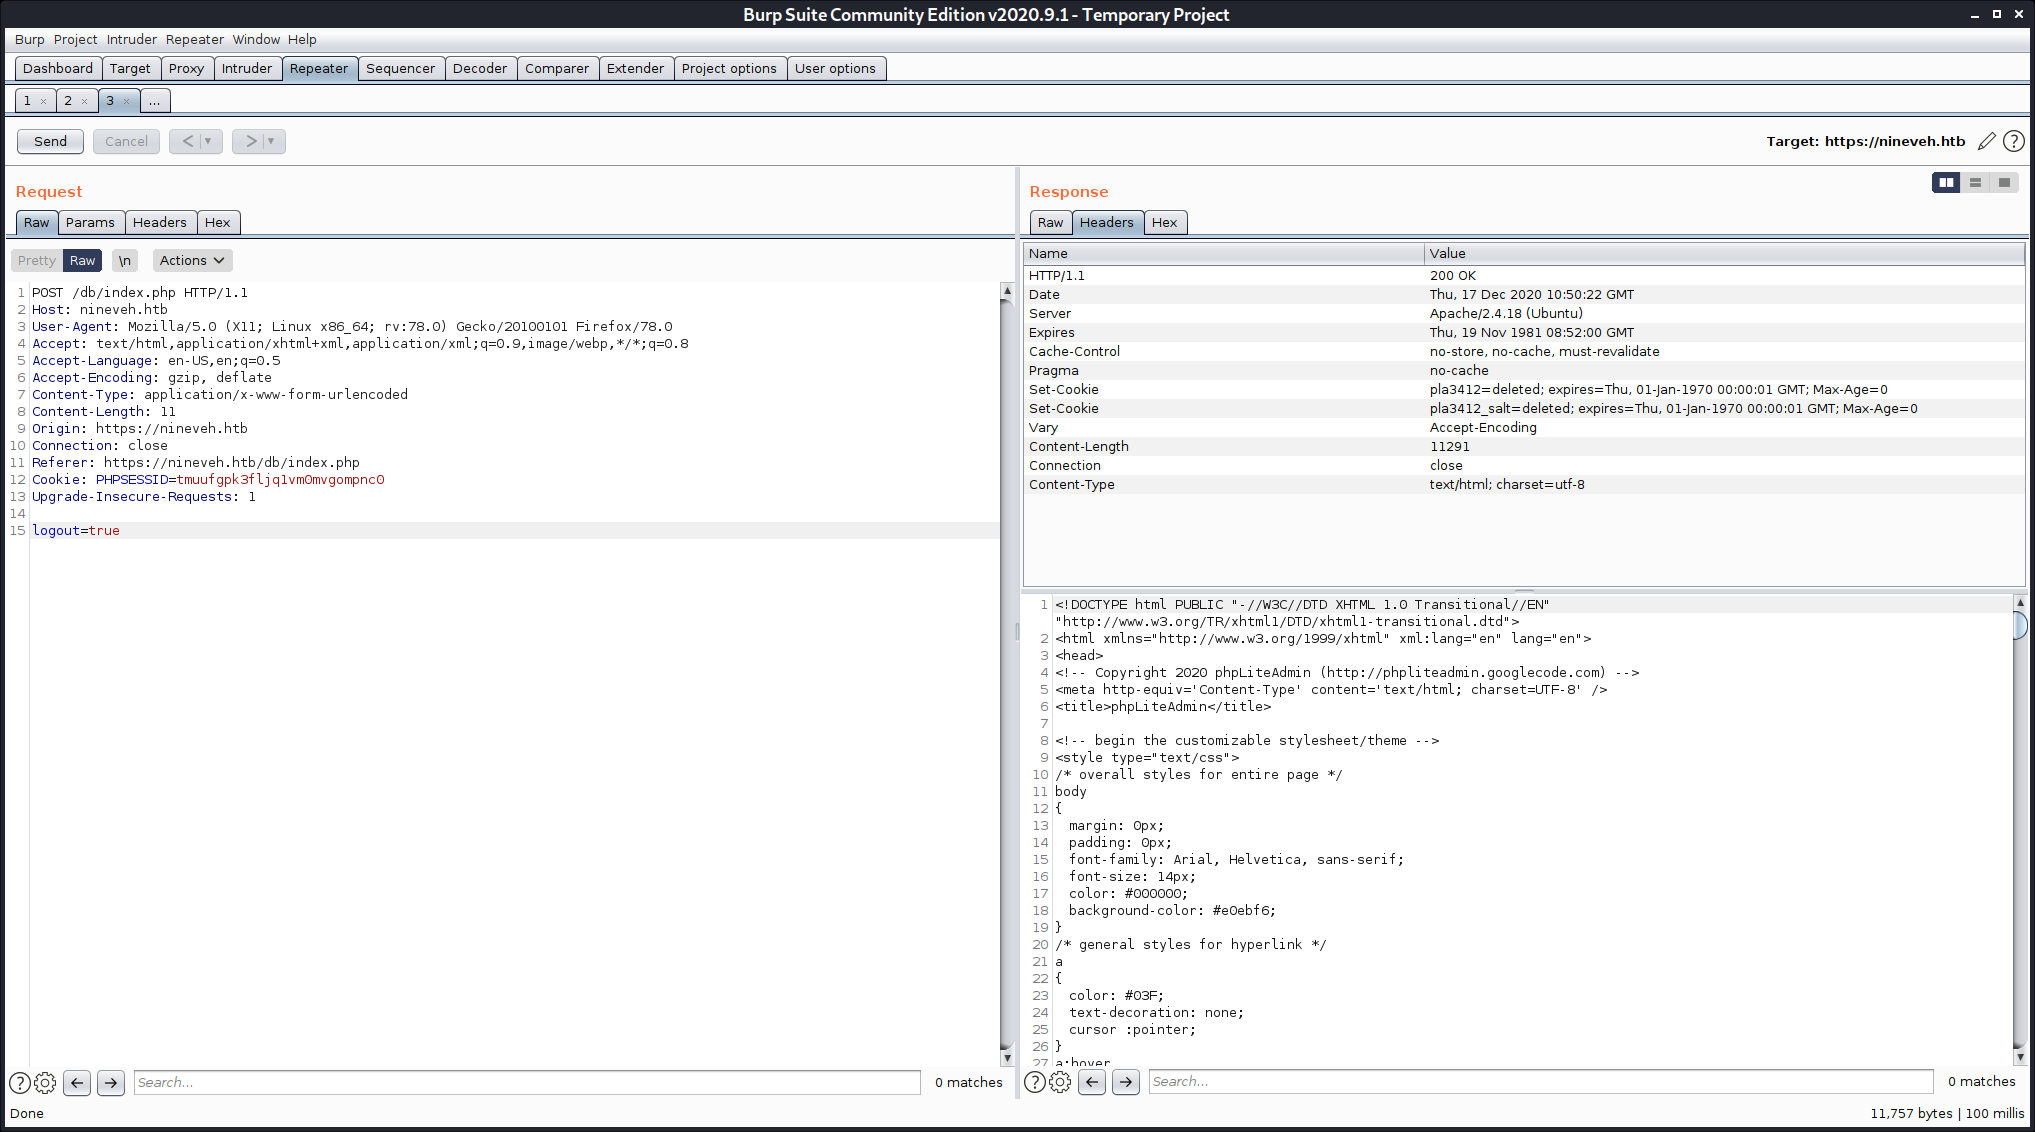 Burp Suite Community Edition v2020.9.1 - Temporary Project
Burp Project Intruder Repeater Window Help
Dashboard Target Proxy Intruder Repeater Sequencer Decoder Comparer Extender Project options User options
1 × 2 × 3 × ...
Send Cancel < > Target: https://nineveh.htb ?
Request
Raw Params Headers Hex
Pretty Raw \n Actions
1 POST /db/index.php HTTP/1.1
2 Host: nineveh.htb
3 User-Agent: Mozilla/5.0 (X11; Linux x86_64; rv:78.0) Gecko/20100101 Firefox/78.0
4 Accept: text/html,application/xhtml+xml,application/xml;q=0.9,image/webp,*/*;q=0.8
5 Accept-Language: en-US,en;q=0.5
6 Accept-Encoding: gzip, deflate
7 Content-Type: application/x-www-form-urlencoded
8 Content-Length: 11
9 Origin: https://nineveh.htb
10 Connection: close
11 Referer: https://nineveh.htb/db/index.php
12 Cookie: PHPSESSID=tmuufgpk3fljq1vm0mvgompnc0
13 Upgrade-Insecure-Requests: 1
14
15 logout=true
? Search... 0 matches
Response
Raw Headers Hex
Name Value
HTTP/1.1 200 OK
Date Thu, 17 Dec 2020 10:50:22 GMT
Server Apache/2.4.18 (Ubuntu)
Expires Thu, 19 Nov 1981 08:52:00 GMT
Cache-Control no-store, no-cache, must-revalidate
Pragma no-cache
Set-Cookie pla3412=deleted; expires=Thu, 01-Jan-1970 00:00:01 GMT; Max-Age=0
Set-Cookie pla3412_salt=deleted; expires=Thu, 01-Jan-1970 00:00:01 GMT; Max-Age=0
Vary Accept-Encoding
Content-Length 11291
Connection close
Content-Type text/html; charset=utf-8
1 <!DOCTYPE html PUBLIC "-//W3C//DTD XHTML 1.0 Transitional//EN"
"http://www.w3.org/TR/xhtml1/DTD/xhtml1-transitional.dtd">
2 <html xmlns="http://www.w3.org/1999/xhtml" xml:lang="en" lang="en">
3 <head>
4 <!-- Copyright 2020 phpLiteAdmin (http://phpliteadmin.googlecode.com) -->
5 <meta http-equiv='Content-Type' content='text/html; charset=UTF-8' />
6 <title>phpLiteAdmin</title>
7
8 <!-- begin the customizable stylesheet/theme -->
9 <style type="text/css">
10 /* overall styles for entire page */
11 body
12 {
13 margin: 0px;
14 padding: 0px;
15 font-family: Arial, Helvetica, sans-serif;
16 font-size: 14px;
17 color: #000000;
18 background-color: #e0ebf6;
19 }
20 /* general styles for hyperlink */
21 a
22 {
23 color: #03F;
24 text-decoration: none;
25 cursor :pointer;
26 }
27 a:hover
? Search... 0 matches
Done 11,757 bytes | 100 millis